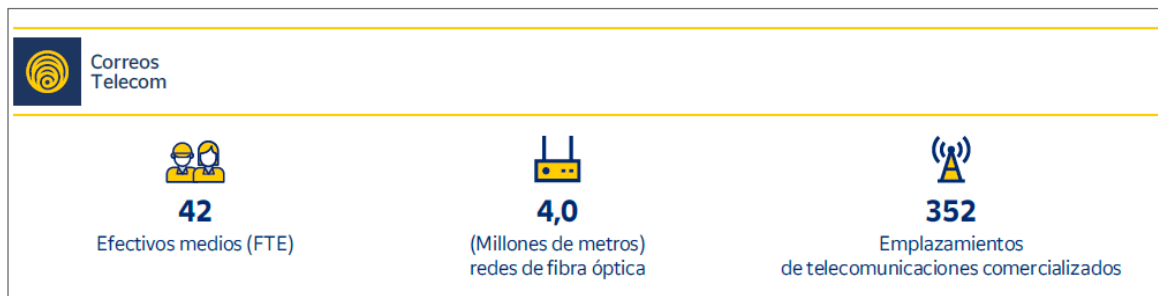 Correos
Telecom
42
Efectivos medios (FTE)
4,0
(Millones de metros)
redes de fibra óptica
352
Emplazamientos
de telecomunicaciones comercializados